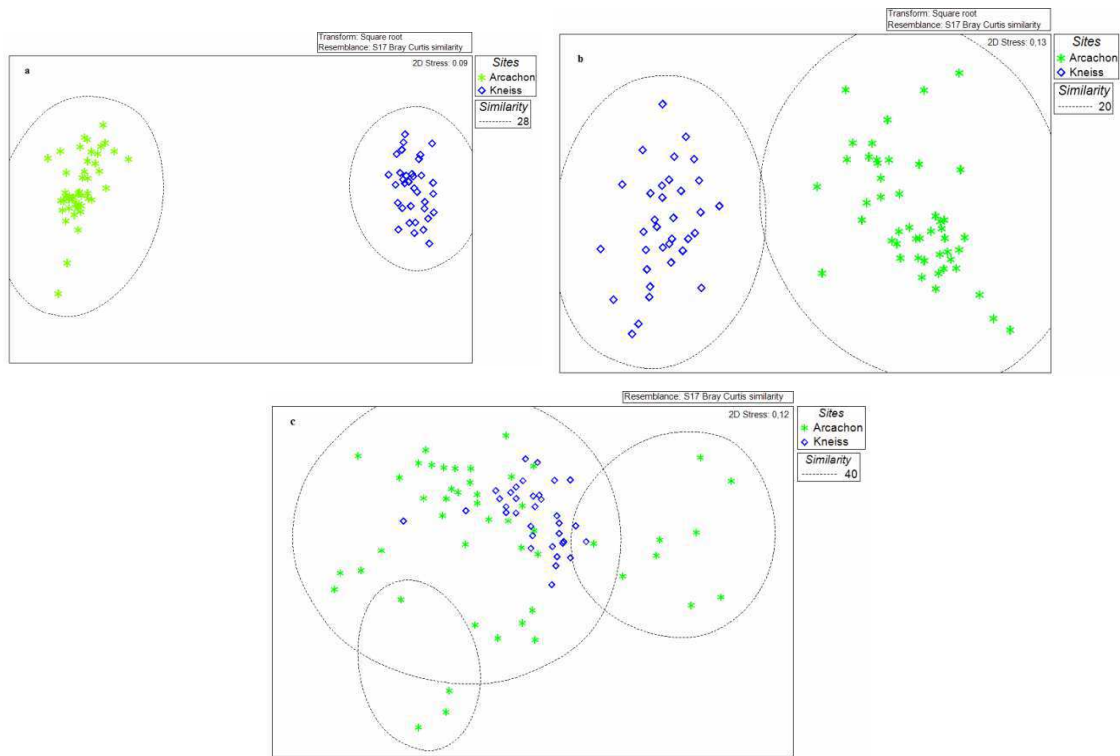 Transform: Square root
Resemblance: S17 Bray Curtis similarity
2D Stress: 0.09
a
Sites
Arcachon
Kneiss
Similarity
28
Transform: Square root
Resemblance: S17 Bray Curtis similarity
2D Stress: 0,13
b
Sites
Arcachon
Kneiss
Similarity
20
Resemblance: S17 Bray Curtis similarity
2D Stress: 0,12
c
Sites
Arcachon
Kneiss
Similarity
40